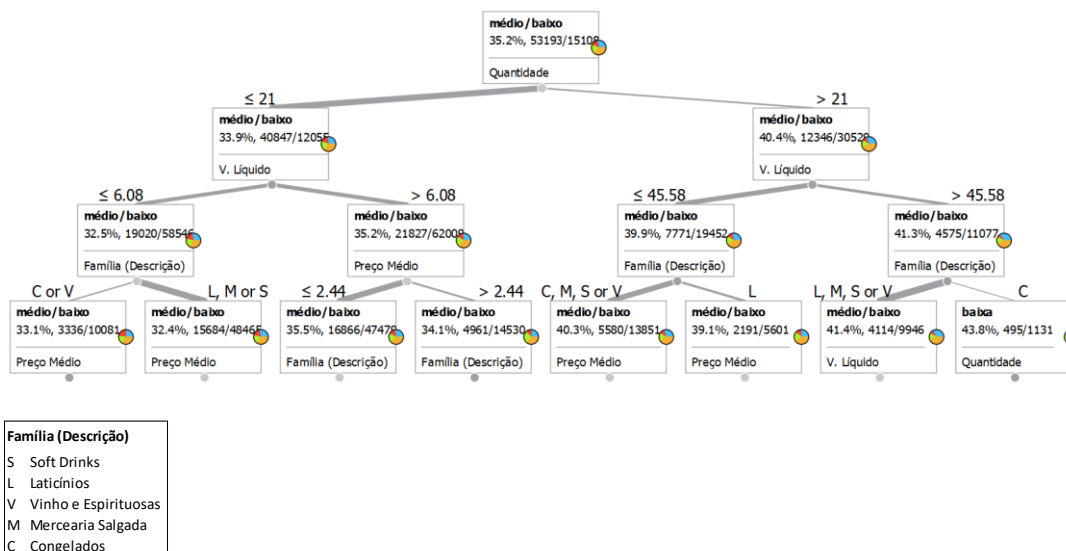 médio/baixo
35.2%, 53193/15108
Quantidade
≤ 21
> 21
médio/baixo
33.9%, 40847/12055
V. Líquido
médio/baixo
40.4%, 12346/30529
V. Líquido
≤ 6.08
> 6.08
≤ 45.58
> 45.58
médio/baixo
32.5%, 19020/58546
Família (Descrição)
médio/baixo
35.2%, 21827/62009
Preço Médio
médio/baixo
39.9%, 7771/19452
Família (Descrição)
médio/baixo
41.3%, 4575/11077
Família (Descrição)
C or V
L, M or S
≤ 2.44
> 2.44
C, M, S or V
L
L, M, S or V
C
médio/baixo
33.1%, 3336/10081
Preço Médio
médio/baixo
32.4%, 15684/48465
Preço Médio
médio/baixo
35.5%, 16866/47479
Família (Descrição)
médio/baixo
34.1%, 4961/14530
Família (Descrição)
médio/baixo
40.3%, 5580/13851
Preço Médio
médio/baixo
39.1%, 2191/5601
Preço Médio
médio/baixo
41.4%, 4114/9946
V. Líquido
baixa
43.8%, 495/1131
Quantidade
Família (Descrição)
S Soft Drinks
L Laticínios
V Vinho e Espirituosas
M Mercearia Salgada
C Congelados